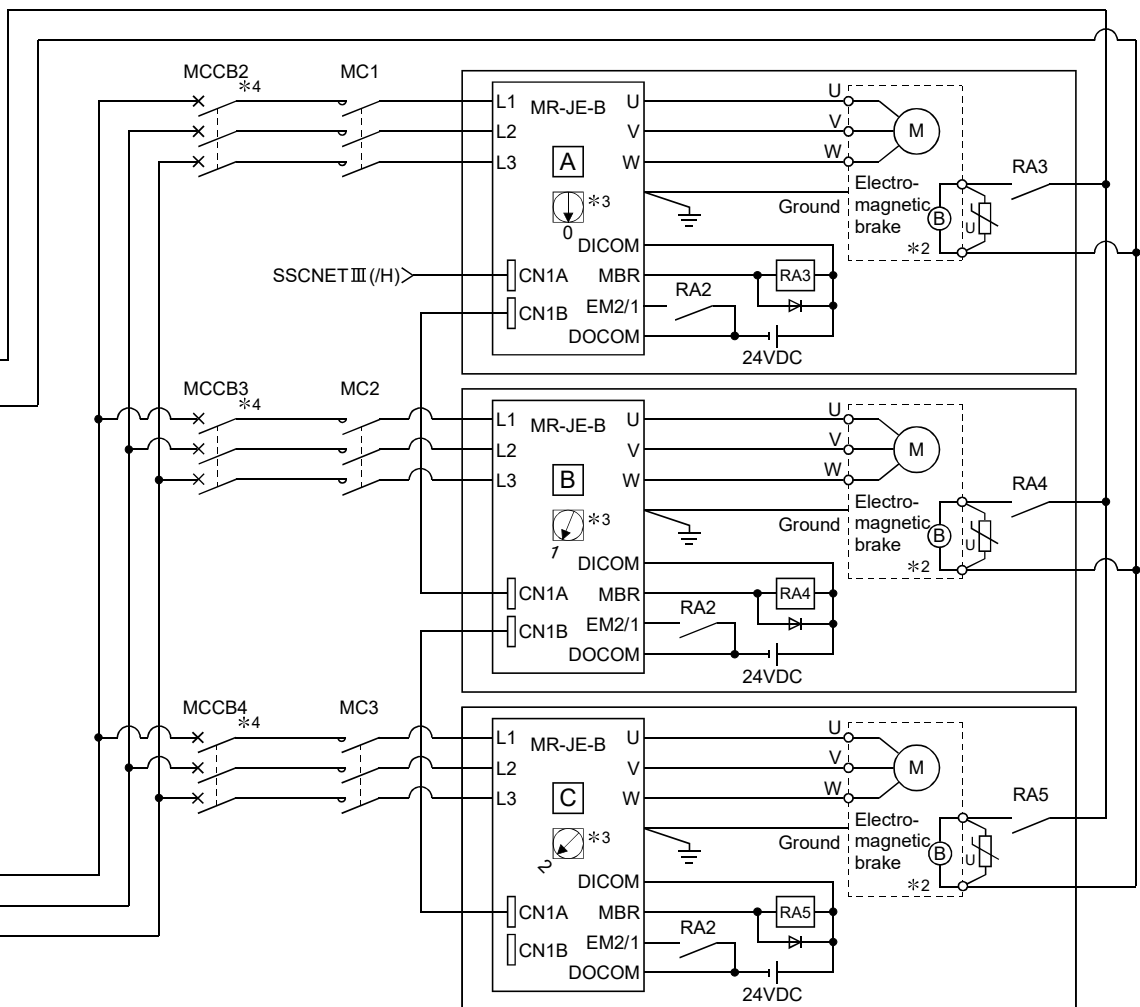 MCCB2 MC1
*4
L1 MR-JE-B U U
L2 V V M
L3 A W W
*3 Ground Electro-
magnetic
brake B U RA3
0 *2
DICOM
SSCNETⅢ(/H) CN1A MBR RA3
CN1B EM2/1 RA2
DOCOM
24VDC
MCCB3 MC2
*4
L1 MR-JE-B U U
L2 V V M
L3 B W W
*3 Ground Electro-
magnetic
brake B U RA4
1 *2
DICOM
CN1A MBR RA4
CN1B EM2/1 RA2
DOCOM
24VDC
MCCB4 MC3
*4
L1 MR-JE-B U U
L2 V V M
L3 C W W
*3 Ground Electro-
magnetic
brake B U RA5
2 *2
DICOM
CN1A MBR RA5
CN1B EM2/1 RA2
DOCOM
24VDC